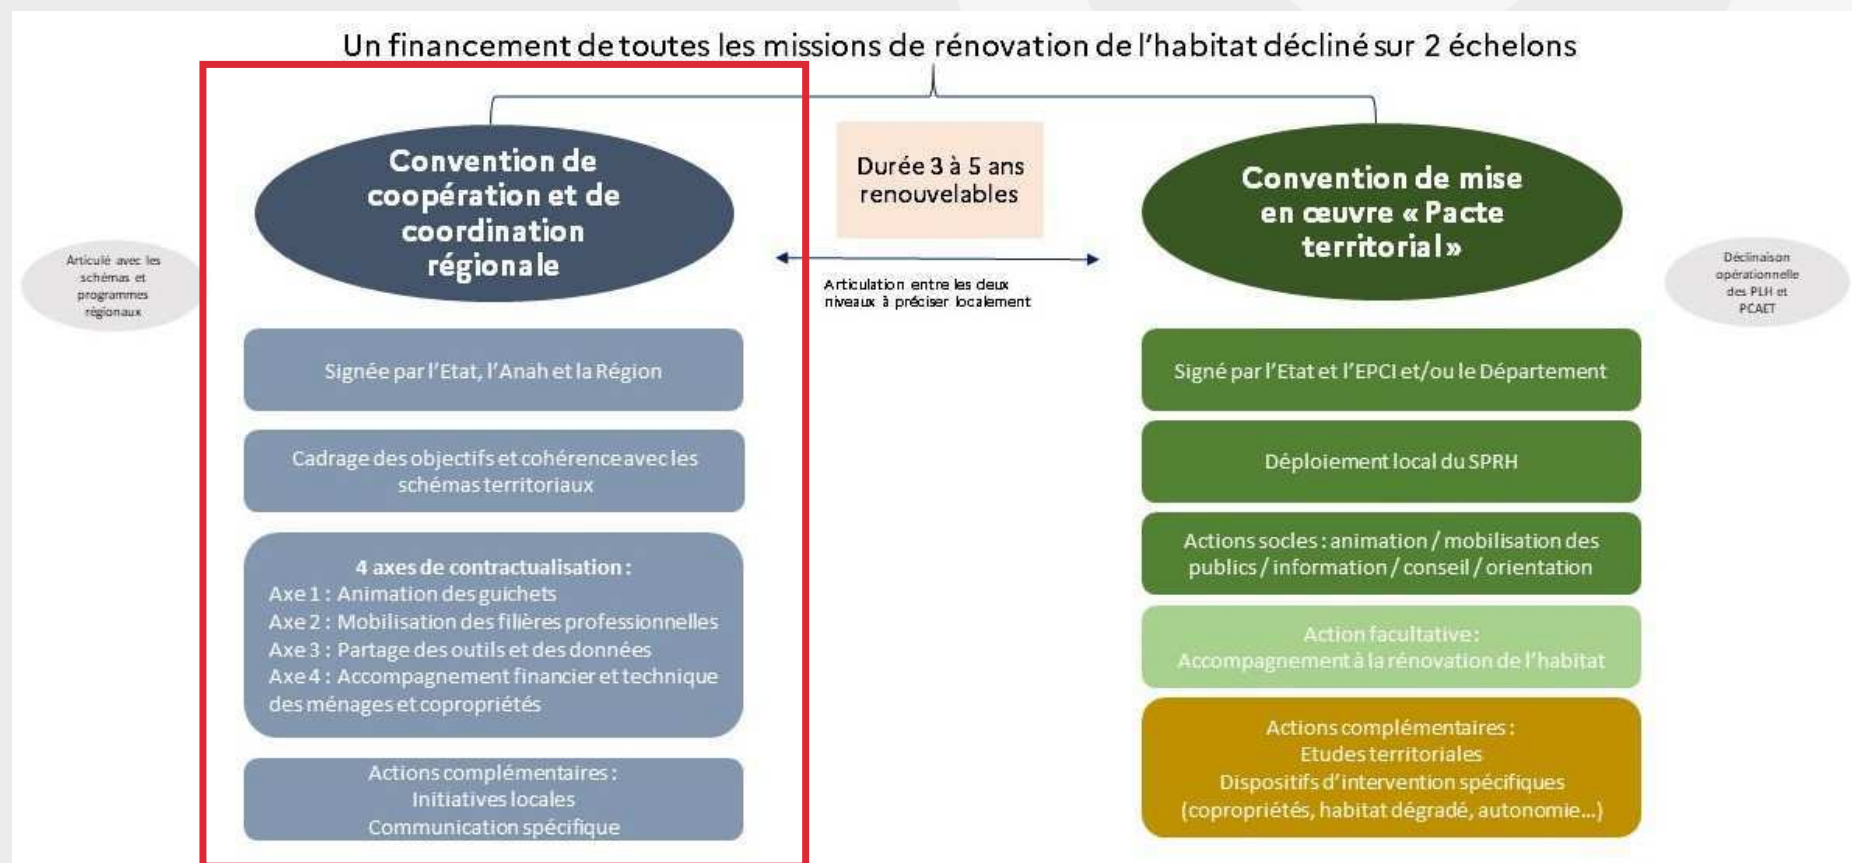 Un financement de toutes les missions de rénovation de l'habitat décliné sur 2 échelons
Convention de
coopération et de
coordination
régionale
Durée 3 à 5 ans
renouvelables
Convention de mise
en œuvre « Pacte
territorial »
Articulé avec les
schémas et
programmes
régionaux
Articulation entre les deux
niveaux à préciser localement
Déclinaison
opérationnelle
des PLH et
PCAET
Signée par l'Etat, l'Anah et la Région
Cadrage des objectifs et cohérence avec les
schémas territoriaux
4 axes de contractualisation :
Axe 1 : Animation des guichets
Axe 2 : Mobilisation des filières professionnelles
Axe 3 : Partage des outils et des données
Axe 4 : Accompagnement financier et technique
des ménages et copropriétés
Actions complémentaires :
Initiatives locales
Communication spécifique
Signé par l'Etat et l'EPCI et/ou le Département
Déploiement local du SPRH
Actions socles : animation / mobilisation des
publics / information / conseil / orientation
Action facultative :
Accompagnement à la rénovation de l'habitat
Actions complémentaires :
Etudes territoriales
Dispositifs d'intervention spécifiques
(copropriétés, habitat dégradé, autonomie...)